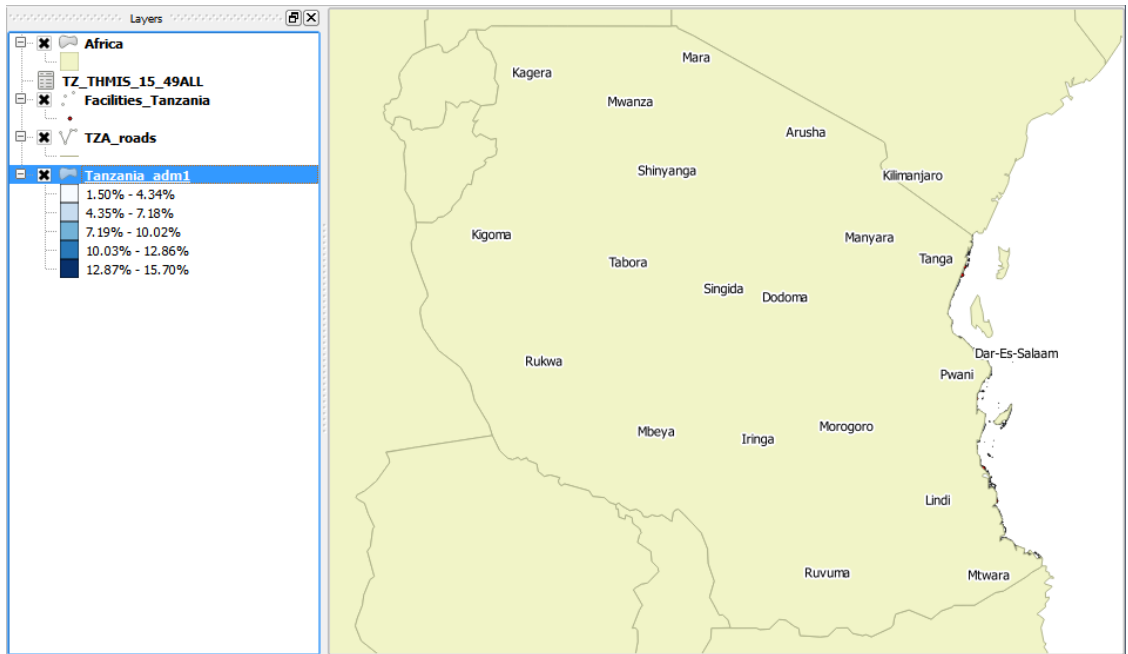 Layers
Africa
TZ_THMIS_15_49ALL
Facilities_Tanzania
TZA_roads
Tanzania_adm1
1.50% - 4.34%
4.35% - 7.18%
7.19% - 10.02%
10.03% - 12.86%
12.87% - 15.70%
Mara
Kagera
Mwanza
Arusha
Shinyanga
Kilimanjaro
Kigoma
Manyara
Tabora
Tanga
Singida
Dodoma
Dar-Es-Salaam
Rukwa
Pwani
Mbeya
Iringa
Morogoro
Lindi
Ruvuma
Mtwara